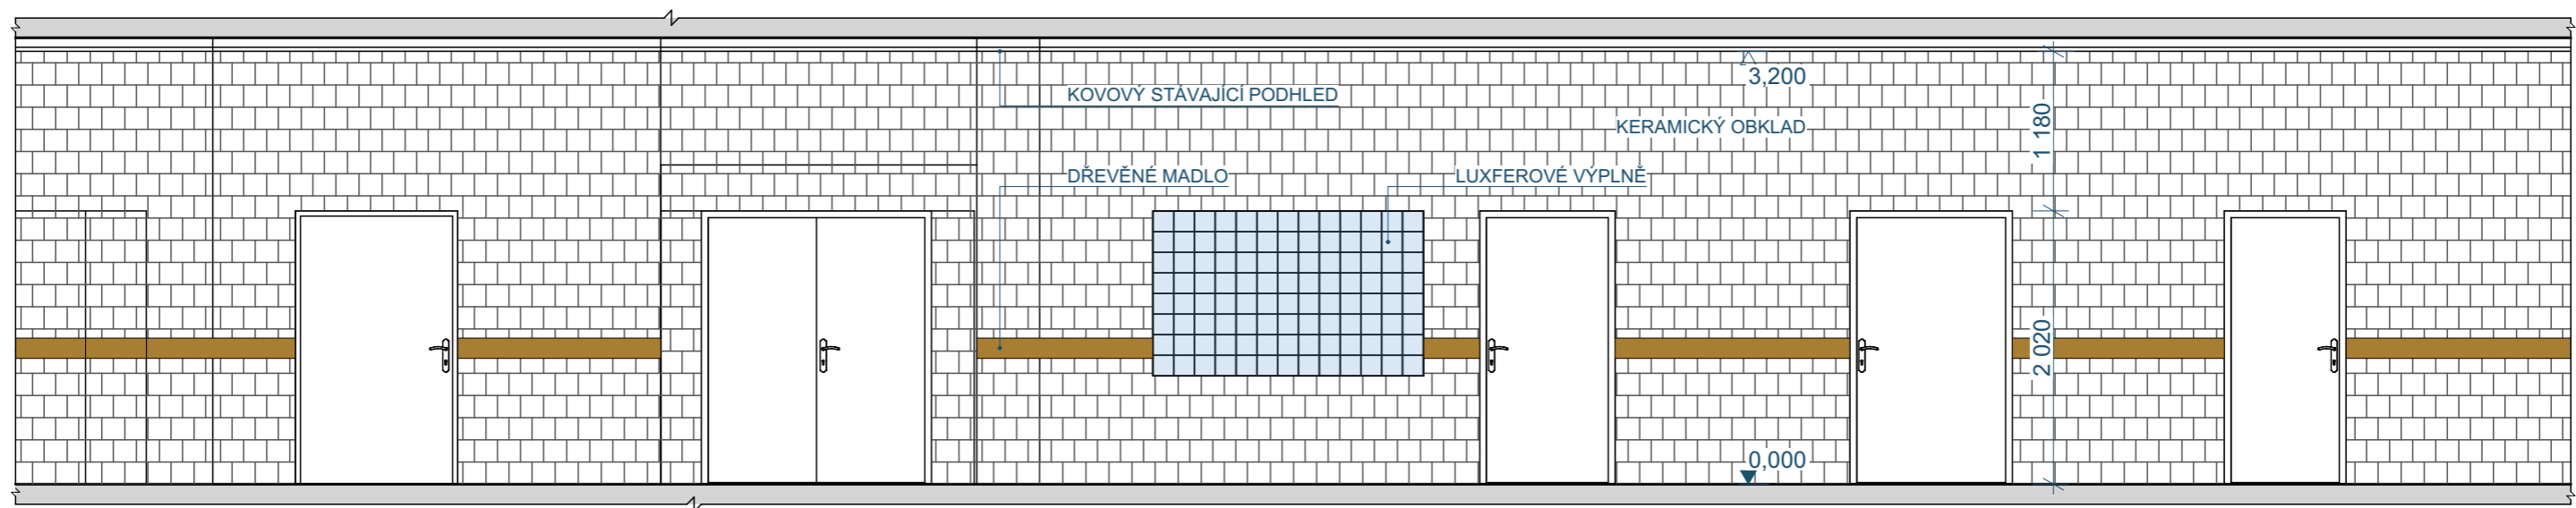 3,200
KOVOVÝ STÁVAJÍCÍ PODHLED
KERAMICKÝ OBKLAD
1 180
DŘEVĚNÉ MADLO
LUXFEROVÉ VÝPLNĚ
2 020
0,000